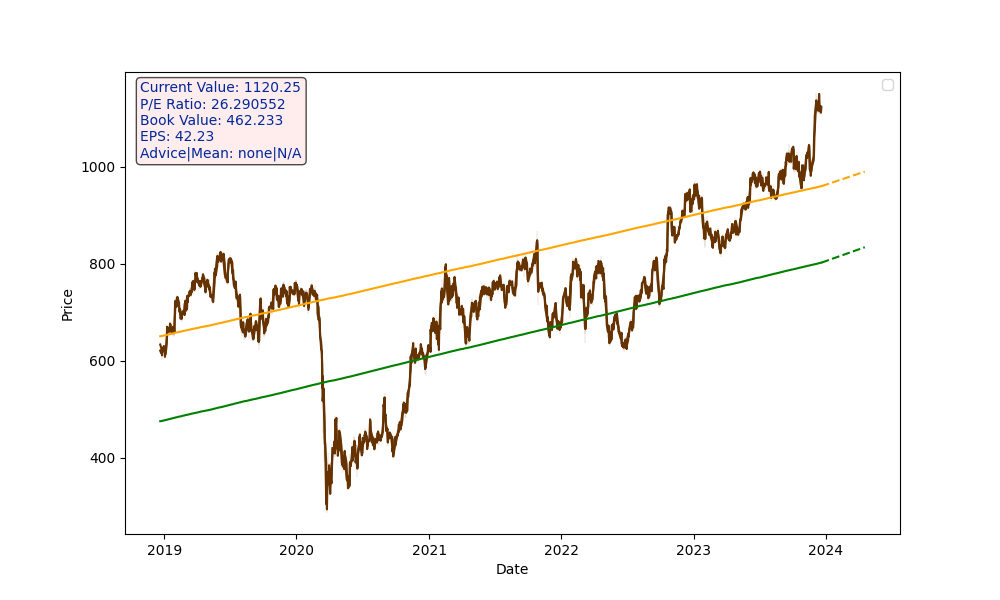 Current Value: 1120.25
P/E Ratio: 26.290552
Book Value: 462.233
EPS: 42.23
Advice|Mean: none|N/A
1000
800
600
400
Price
2019 2020 2021 2022 2023 2024
Date